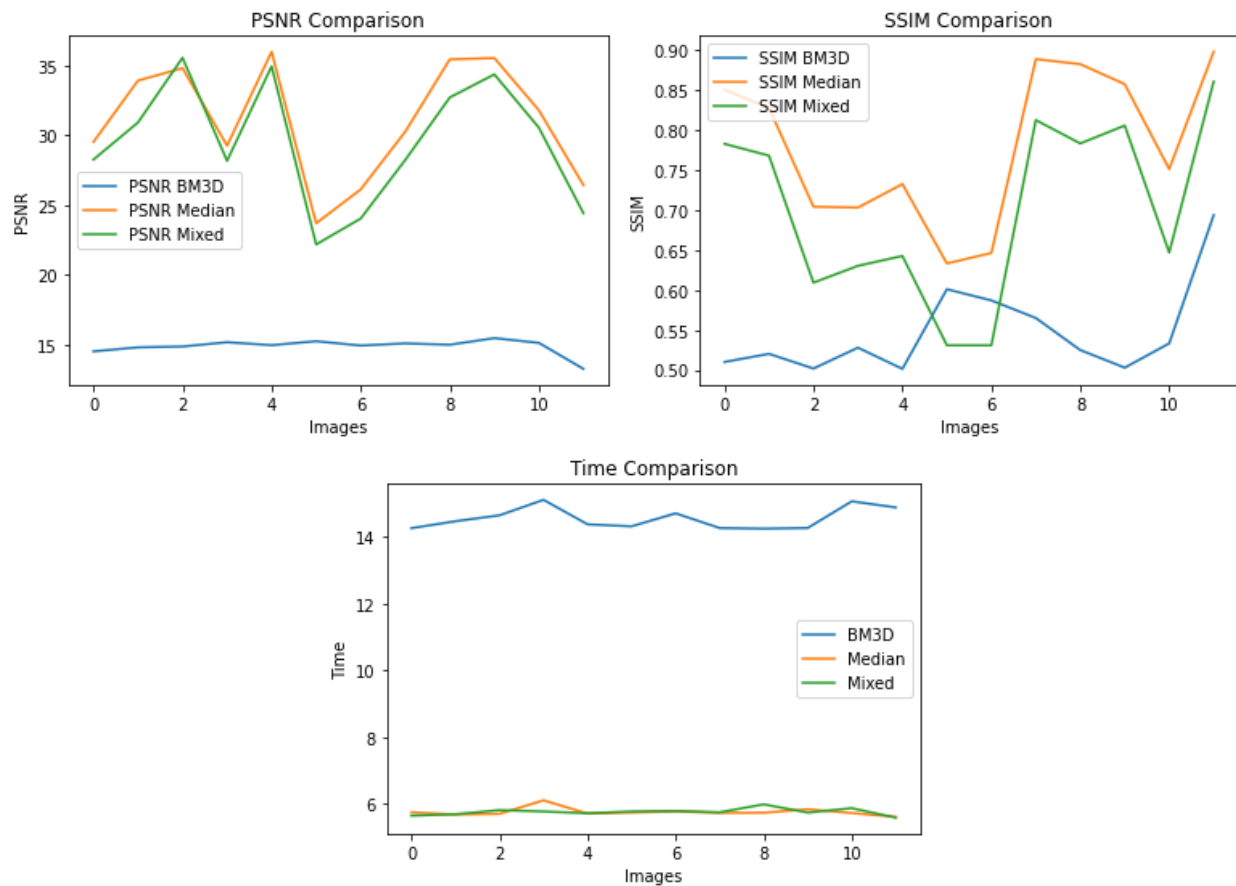 PSNR Comparison
35
30
25
20
15
PSNR
PSNR BM3D
PSNR Median
PSNR Mixed
0 2 4 6 8 10
Images
SSIM Comparison
0.90
0.85
0.80
0.75
0.70
0.65
0.60
0.55
0.50
SSIM
SSIM BM3D
SSIM Median
SSIM Mixed
0 2 4 6 8 10
Images
Time Comparison
14
12
10
8
6
Time
BM3D
Median
Mixed
0 2 4 6 8 10
Images